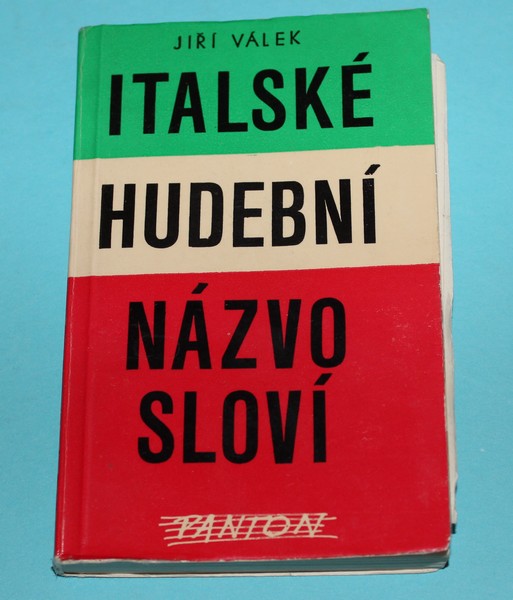 JIŘÍ VÁLEK
ITALSKÉ
HUDEBNÍ
NÁZVO
SLOVÍ
PANTON